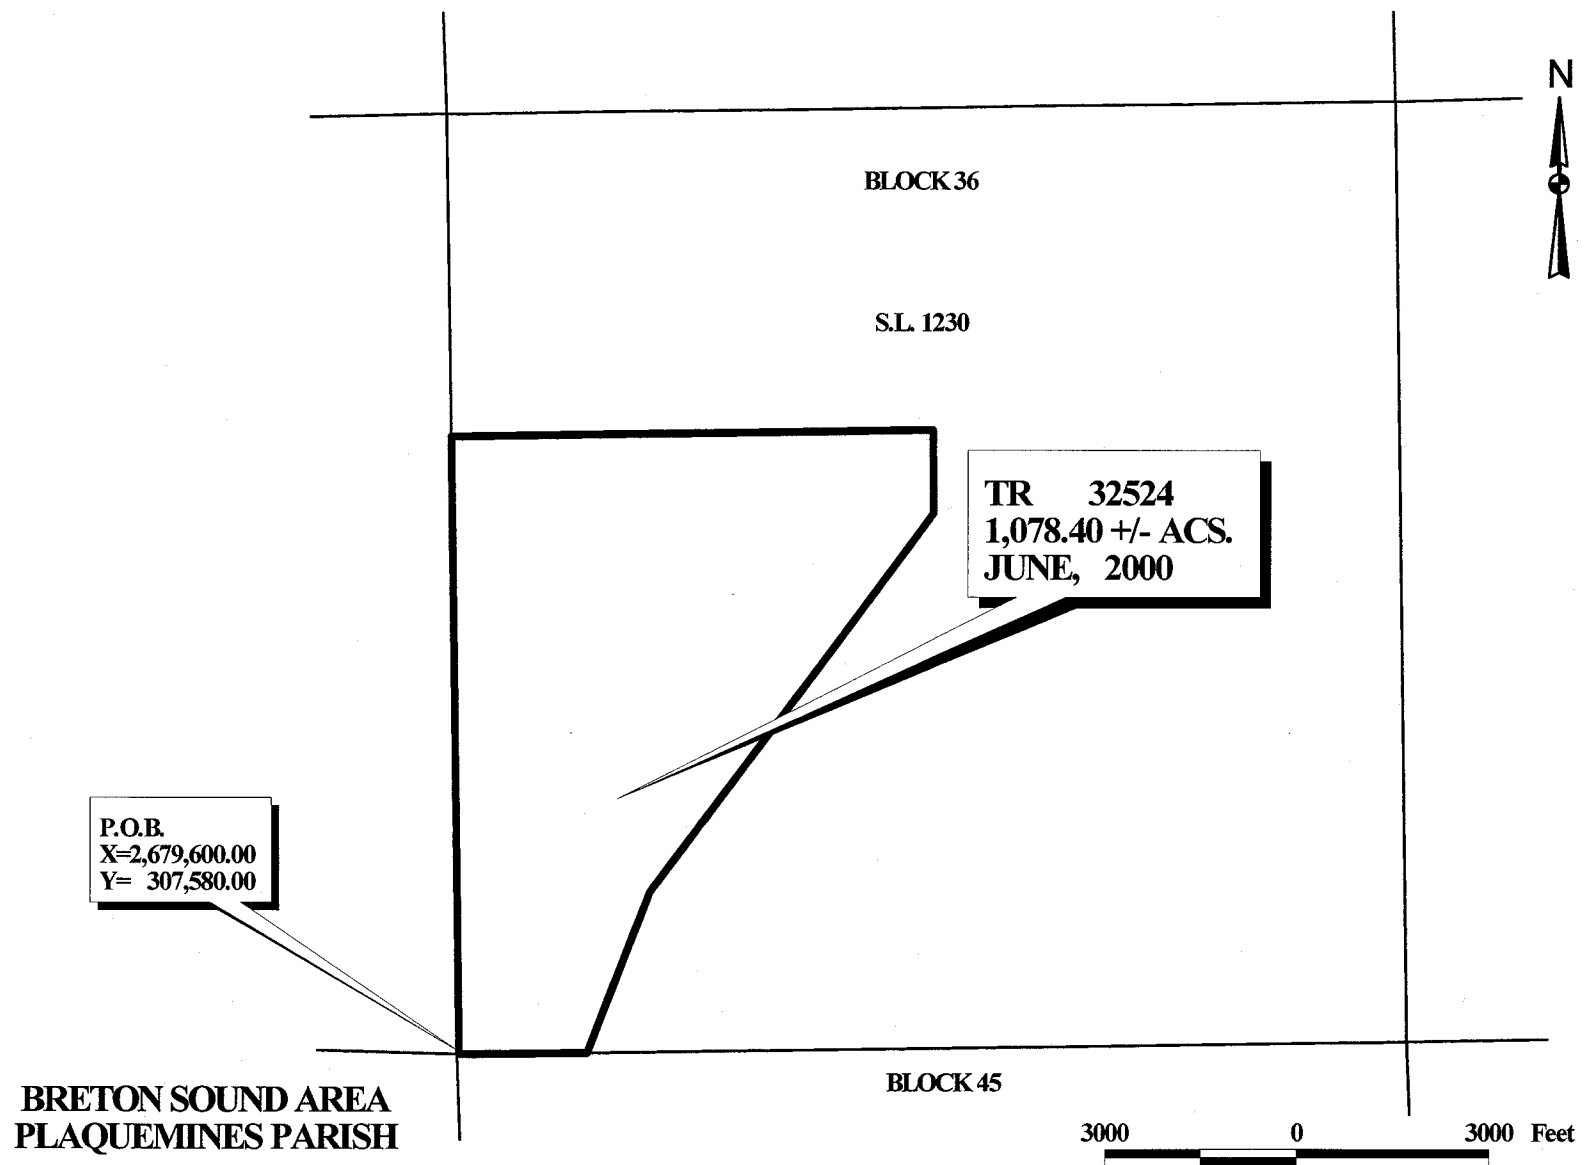 N
BLOCK 36
S.L. 1230
TR 32524
1,078.40 +/- ACS.
JUNE, 2000
P.O.B.
X=2,679,600.00
Y= 307,580.00
BLOCK 45
BRETON SOUND AREA
PLAQUEMINES PARISH
3000 0 3000 Feet